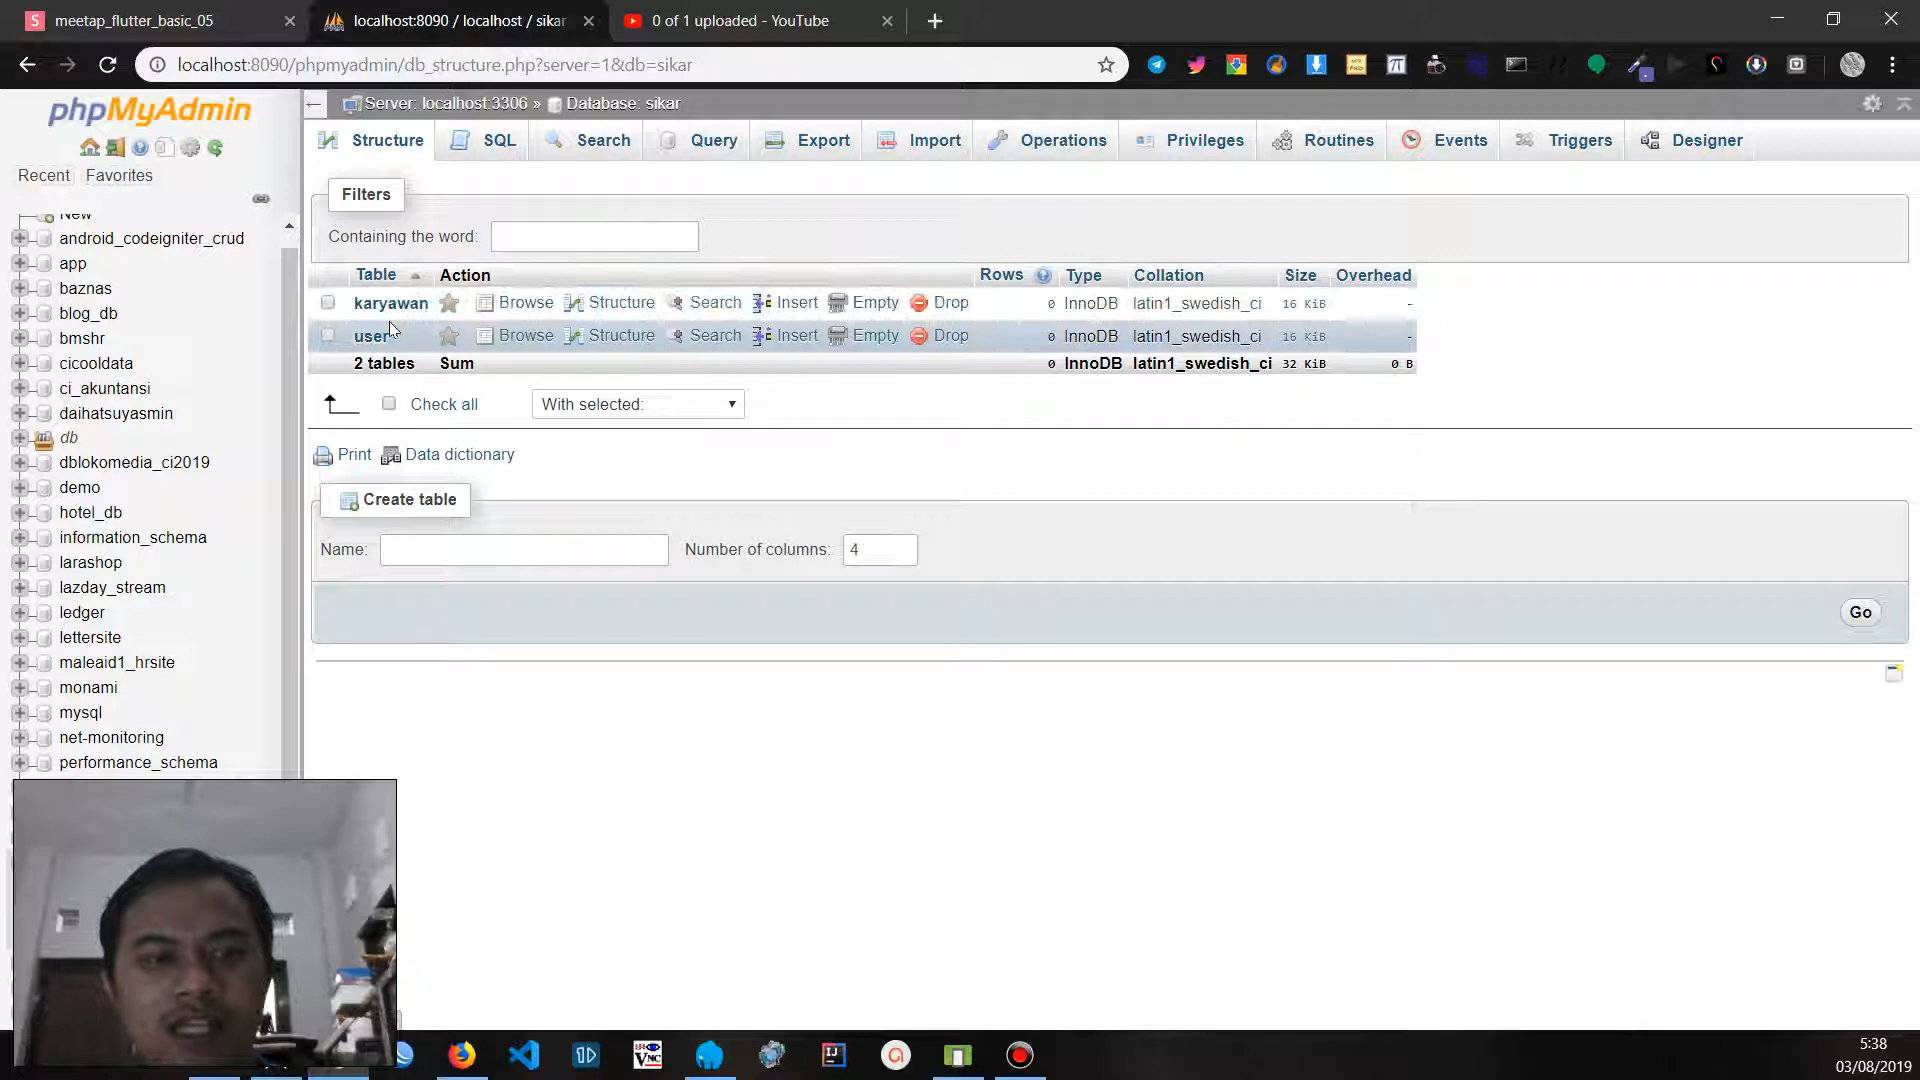 meetap_flutter_basic_05
localhost:8090 / localhost / sikar
0 of 1 uploaded - YouTube
localhost:8090/phpmyadmin/db_structure.php?server=1&db=sikar
phpMyAdmin
Recent Favorites
New
android_codeigniter_crud
app
baznas
blog_db
bmshr
cicooldata
ci_akuntansi
daihatsuyasmin
db
dblokomedia_ci2019
demo
hotel_db
information_schema
larashop
lazday_stream
ledger
lettersite
maleaid1_hrsite
monami
mysql
net-monitoring
performance_schema
Server: localhost:3306 » Database: sikar
Structure SQL Search Query Export Import Operations Privileges Routines Events Triggers Designer
Filters
Containing the word:
Table Action Rows Type Collation Size Overhead
karyawan Browse Structure Search Insert Empty Drop 0 InnoDB latin1_swedish_ci 16 KiB -
user Browse Structure Search Insert Empty Drop 0 InnoDB latin1_swedish_ci 16 KiB -
2 tables Sum 0 InnoDB latin1_swedish_ci 32 KiB 0 B
Check all With selected:
Print Data dictionary
Create table
Name: Number of columns: 4
Go
5:38
03/08/2019